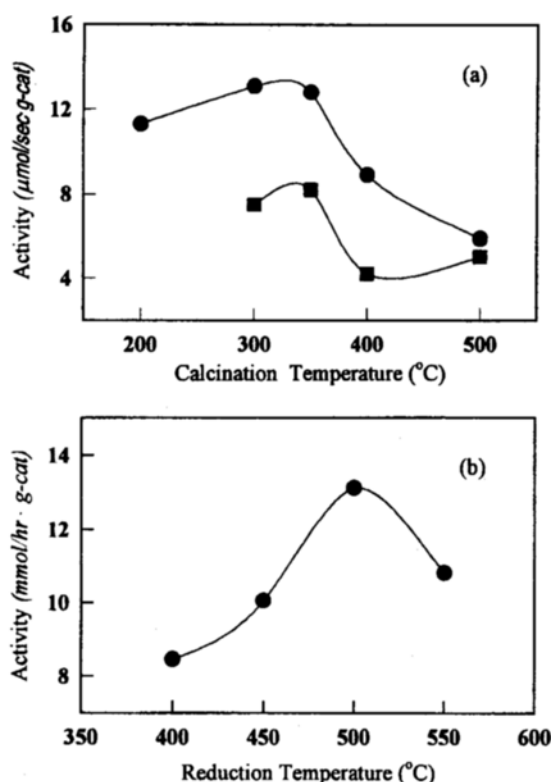 16
12
8
4
Activity (μmol/sec g-cat)
(a)
200 300 350 400 500
Calcination Temperature (°C)
14
12
10
8
Activity (mmol/hr · g-cat)
(b)
350 400 450 500 550 600
Reduction Temperature (°C)